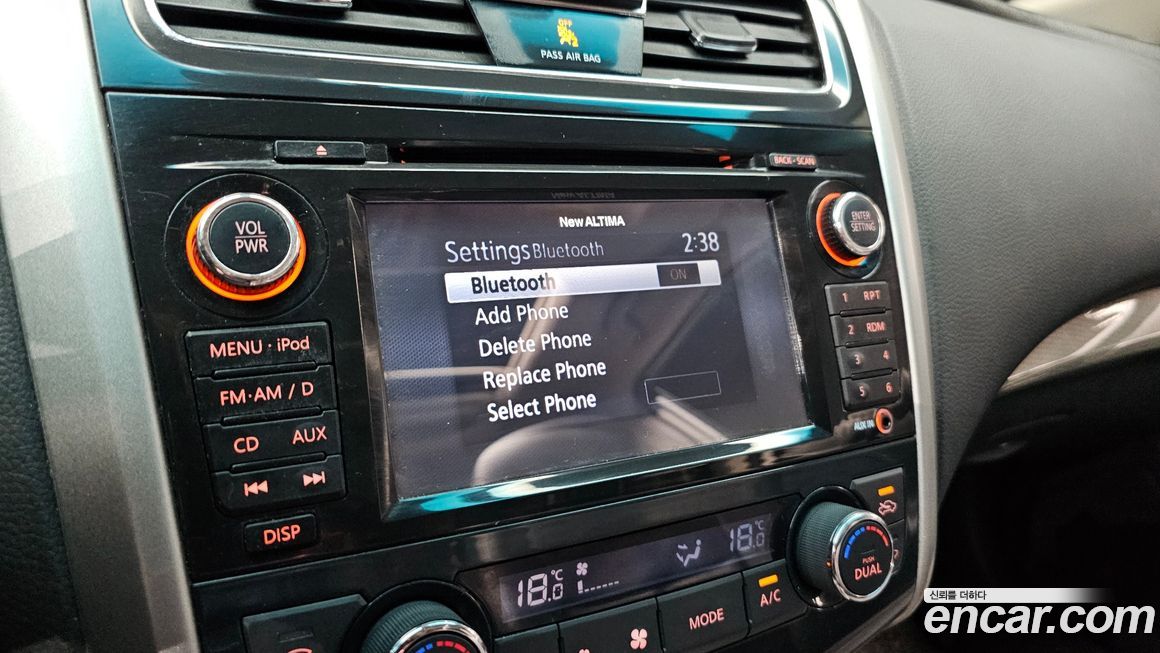 OFF
PASS AIR BAG
BACK · SCAN
VOL
PWR
ENTER
SETTING
New ALTIMA
Settings Bluetooth 2:38
Bluetooth ON
Add Phone
Delete Phone
Replace Phone
Select Phone
MENU · iPod
FM·AM / D
CD AUX
DISP
1 RPT
2 RDM
3 4
5 6
AUX IN
18.0 °C
18.0 °C
MODE
A/C
PUSH
DUAL
신뢰를 더하다
encar.com